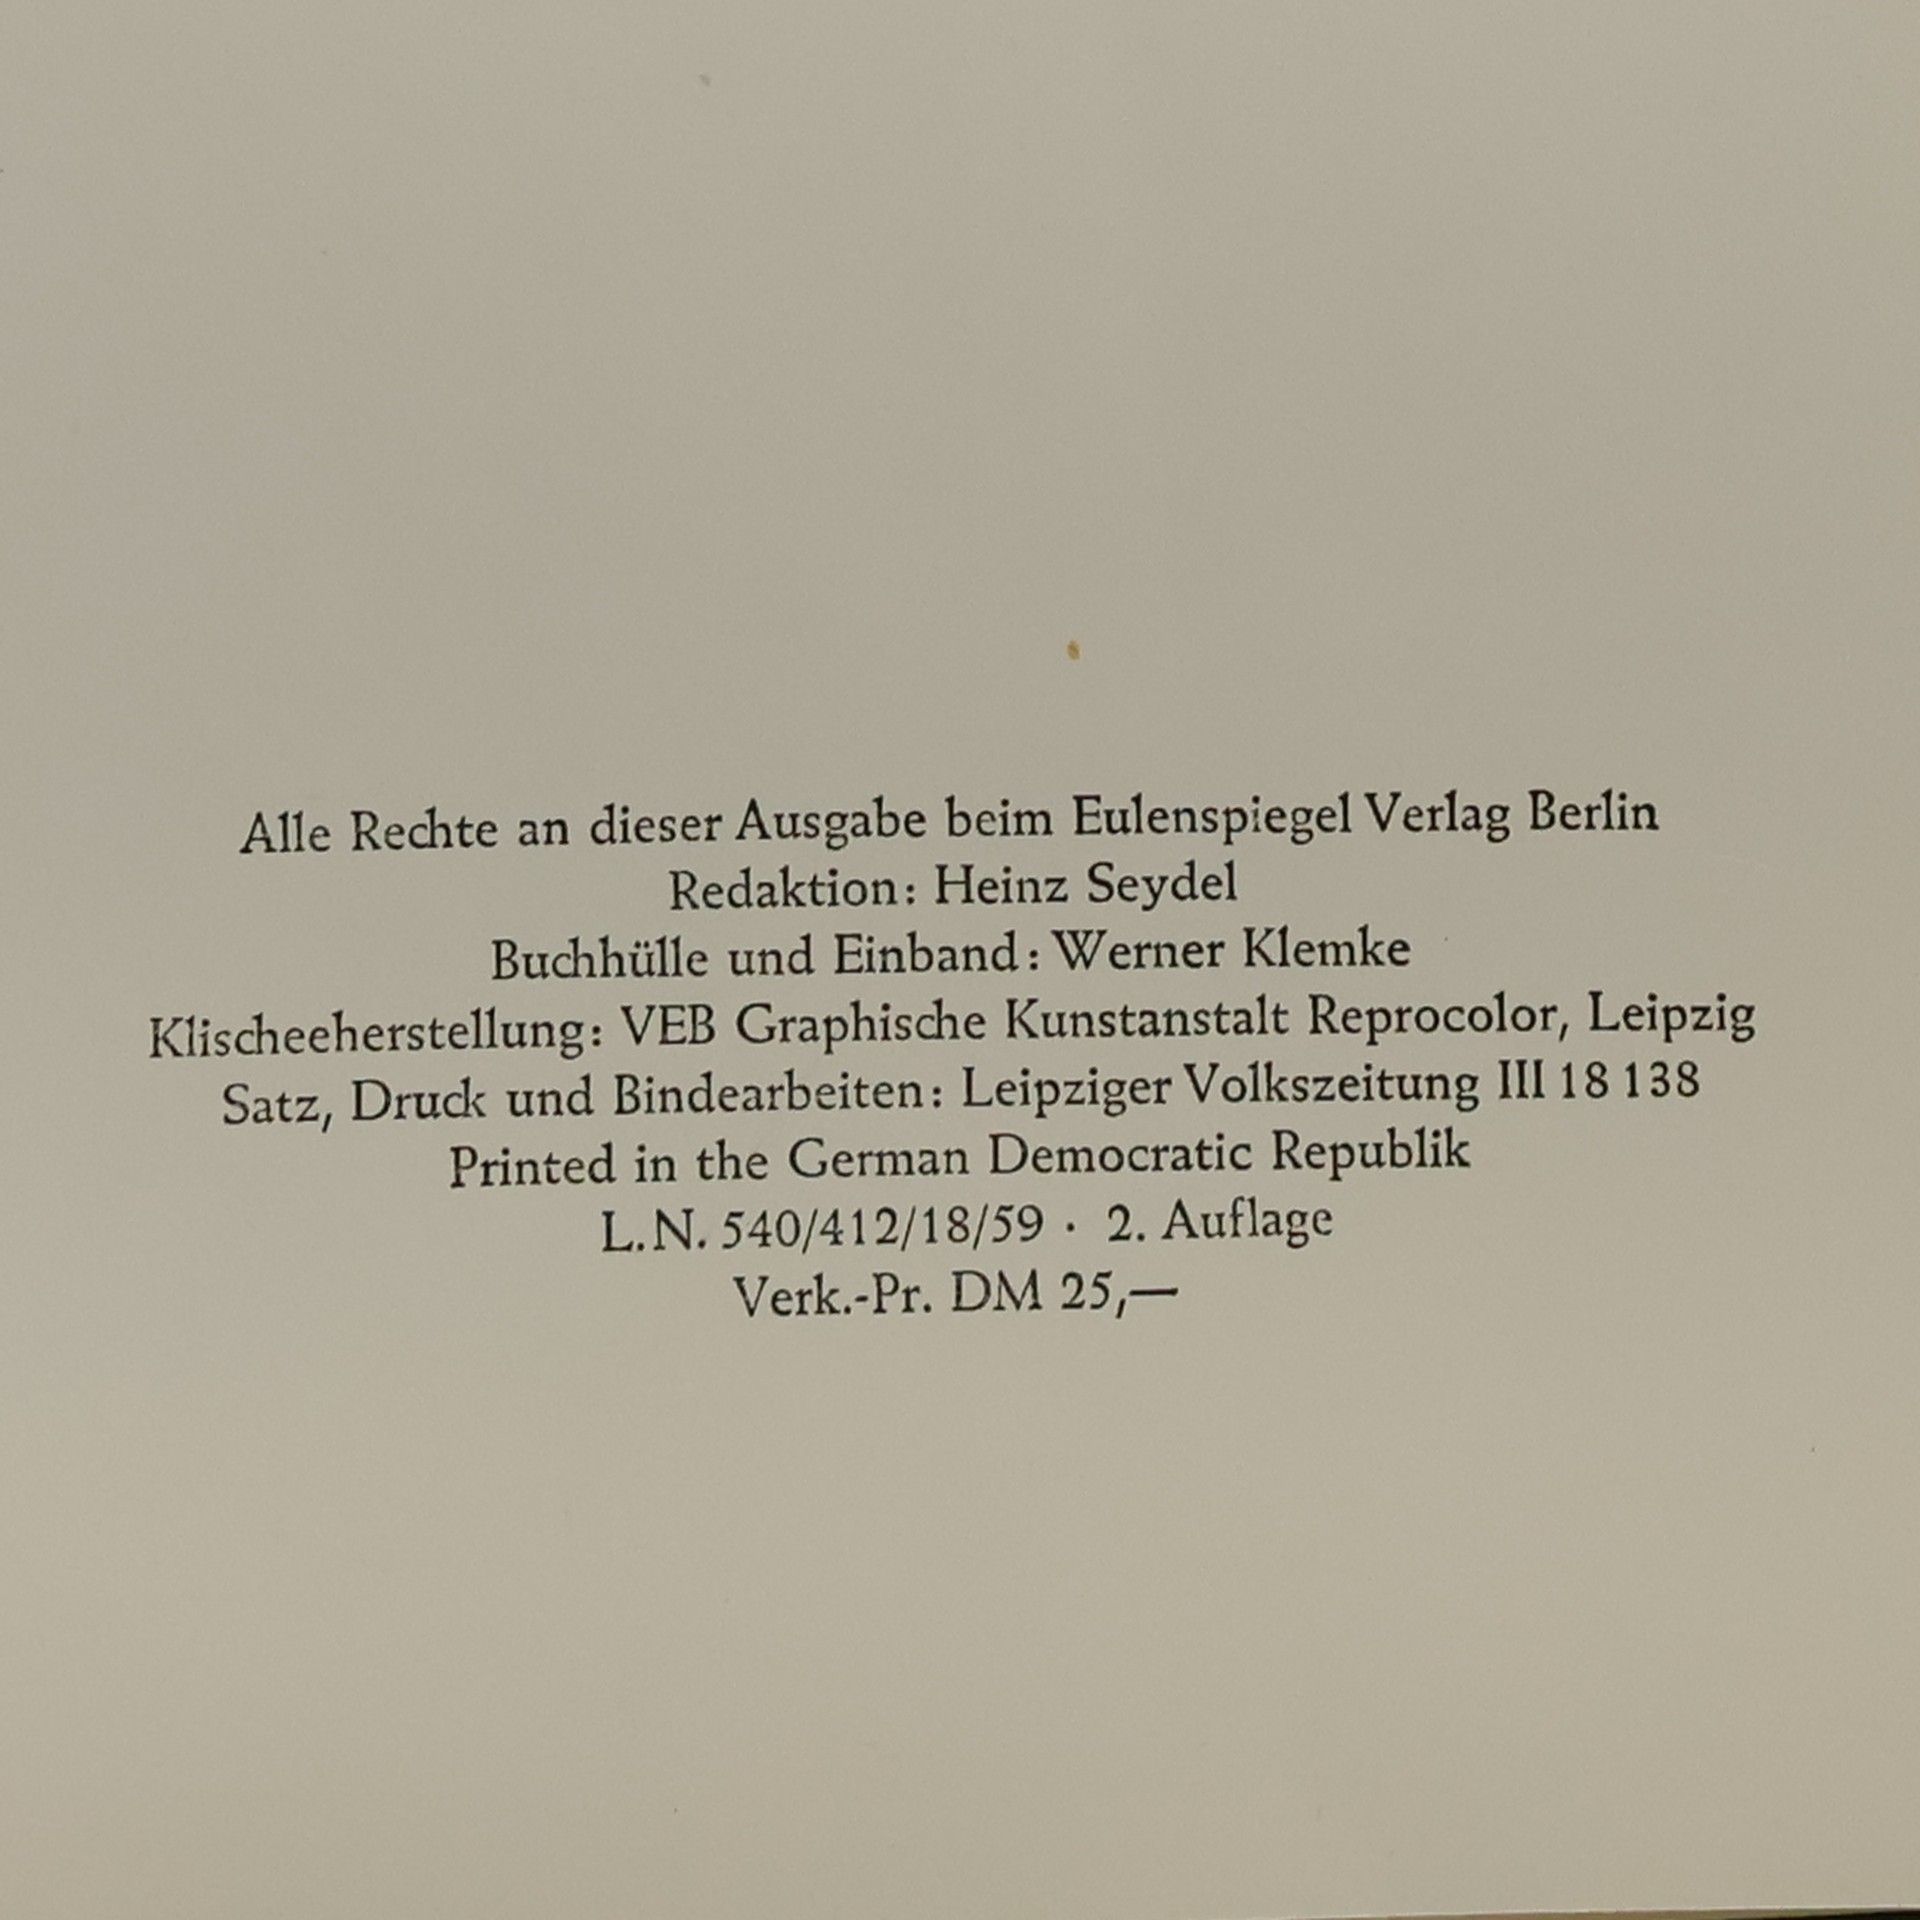 Alle Rechte an dieser Ausgabe beim Eulenspiegel Verlag Berlin
Redaktion: Heinz Seydel
Buchhülle und Einband: Werner Klemke
Klischeeherstellung: VEB Graphische Kunstanstalt Reprocolor, Leipzig
Satz, Druck und Bindearbeiten: Leipziger Volkszeitung III 18 138
Printed in the German Democratic Republik
L.N. 540/412/18/59 · 2. Auflage
Verk.-Pr. DM 25,—